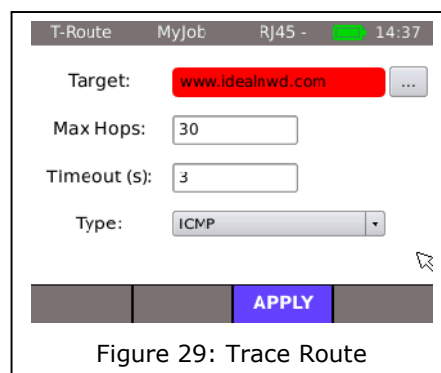 T-Route MyJob RJ45 - 14:37
Target: www.idealnwd.com ...
Max Hops: 30
Timeout (s): 3
Type: ICMP
APPLY
Figure 29: Trace Route